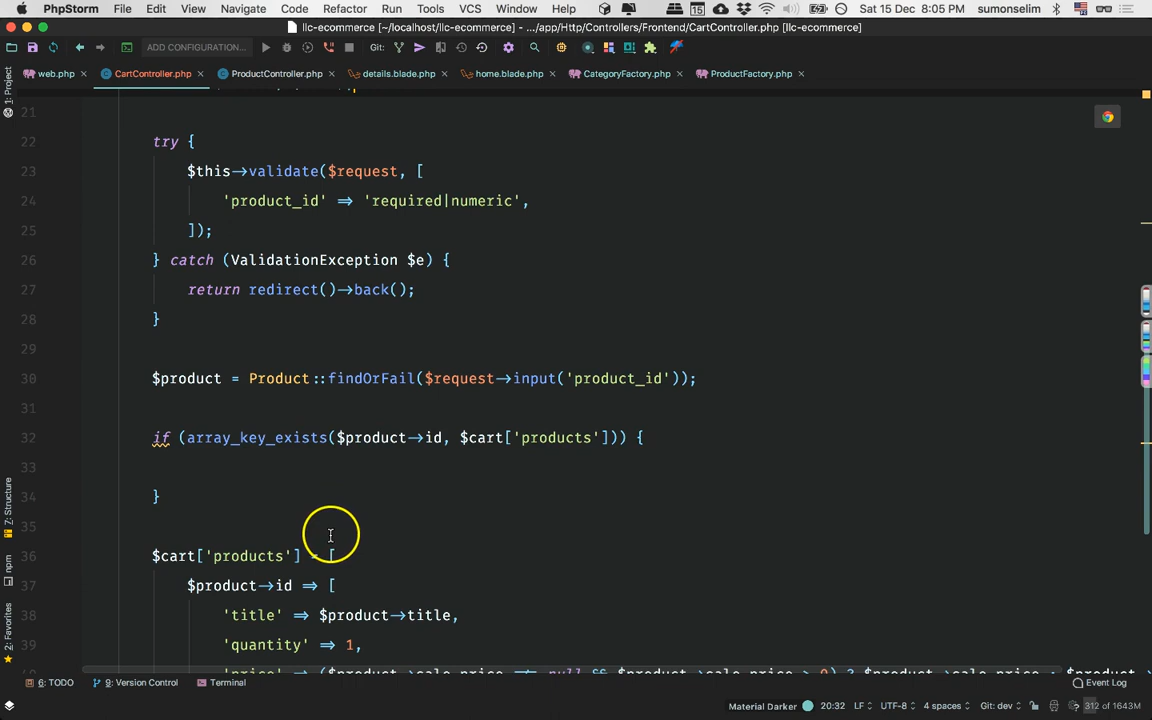 PhpStorm File Edit View Navigate Code Refactor Run Tools VCS Window Help 15 Sat 15 Dec 8:05 PM sumonselim
llc-ecommerce [~/localhost/llc-ecommerce] - .../app/Http/Controllers/Frontend/CartController.php [llc-ecommerce]
ADD CONFIGURATION... Git:
web.php CartController.php ProductController.php details.blade.php home.blade.php CategoryFactory.php ProductFactory.php
1: Project
7: Structure
npm
2: Favorites
21
22 try {
23 $this→validate($request, [
24 'product_id' ⇒ 'required|numeric',
25 ]);
26 } catch (ValidationException $e) {
27 return redirect()→back();
28 }
29
30 $product = Product::findOrFail($request→input('product_id'));
31
32 if (array_key_exists($product→id, $cart['products'])) {
33
34 }
35
36 $cart['products'] = [
37 $product→id ⇒ [
38 'title' ⇒ $product→title,
39 'quantity' ⇒ 1,
6: TODO 9: Version Control Terminal Event Log
Material Darker 20:32 LF UTF-8 4 spaces Git: dev 312 of 1643M